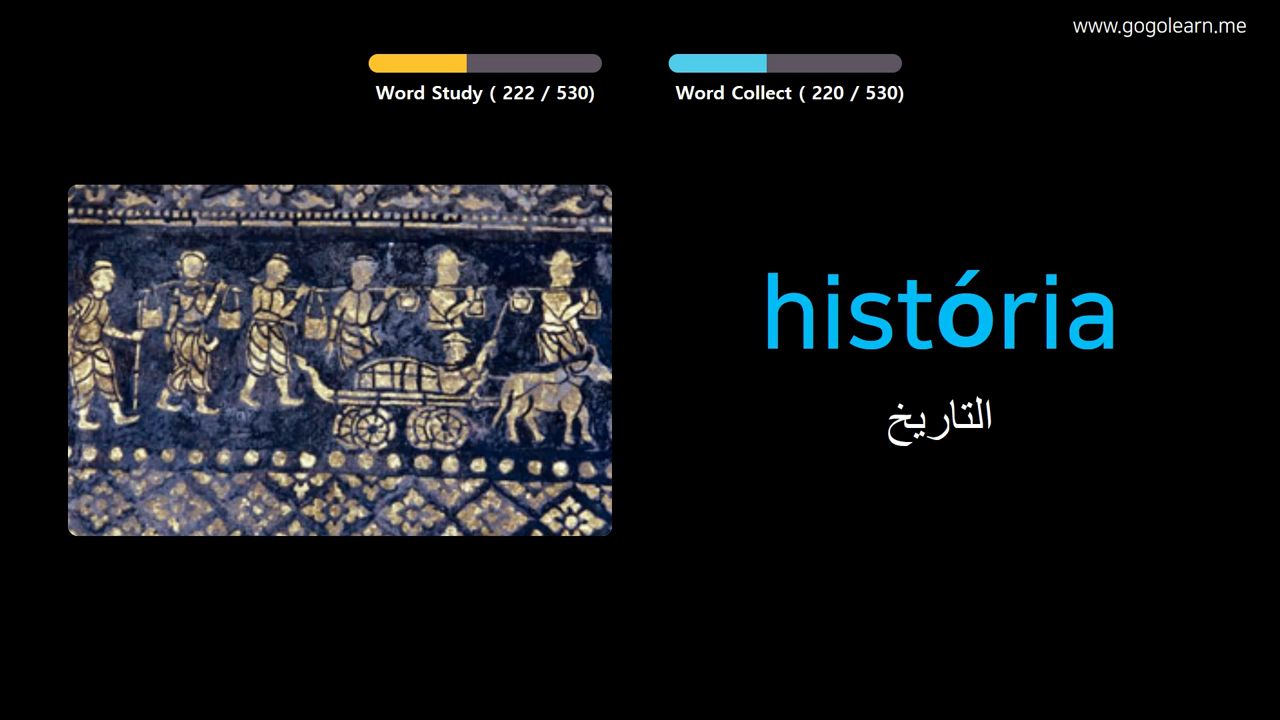 www.gogolearn.me
Word Study ( 222 / 530)
Word Collect ( 220 / 530)
história
التاريخ